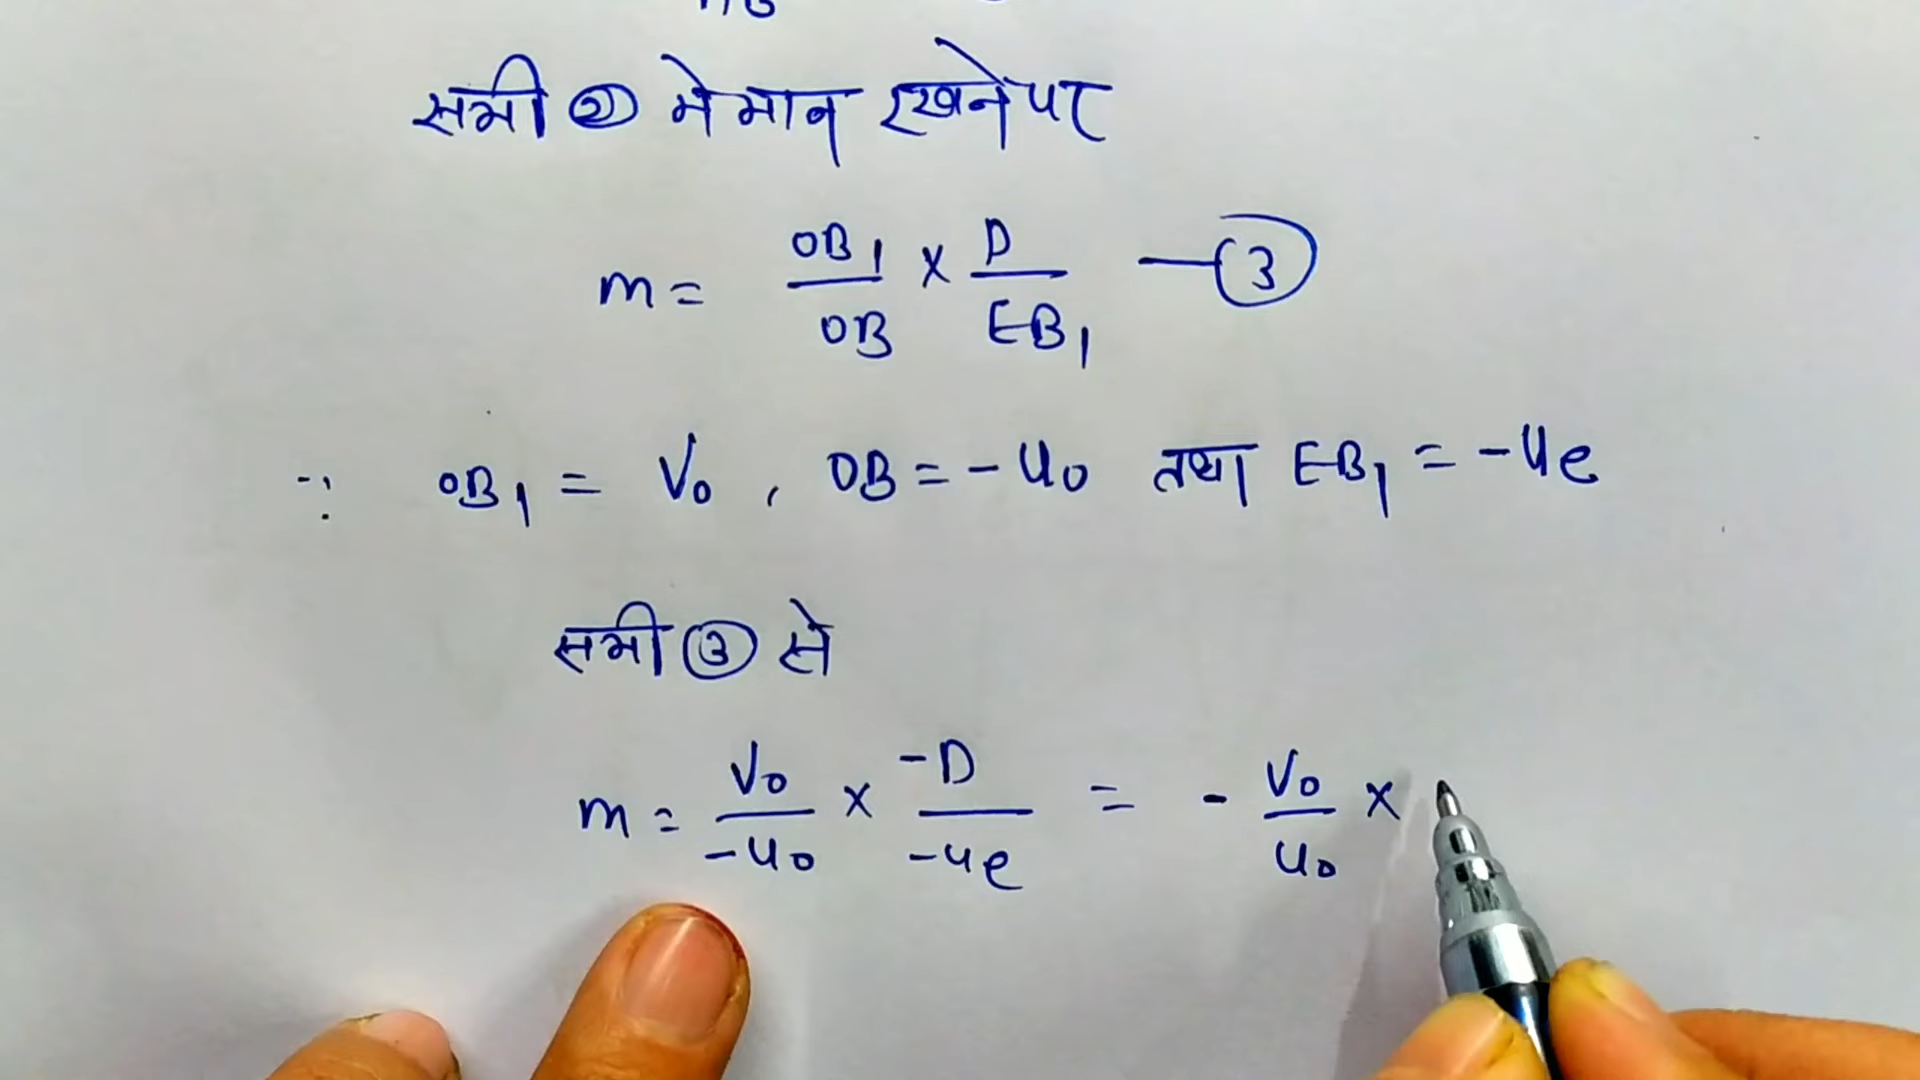 समी ② मे मान रखने पर
m = OB₁/OB × D/EB₁ —③
∵ OB₁ = V₀ , OB = -u₀ तथा EB₁ = -uₑ
समी ③ से
m = V₀/-u₀ × -D/-uₑ = - V₀/u₀ ×